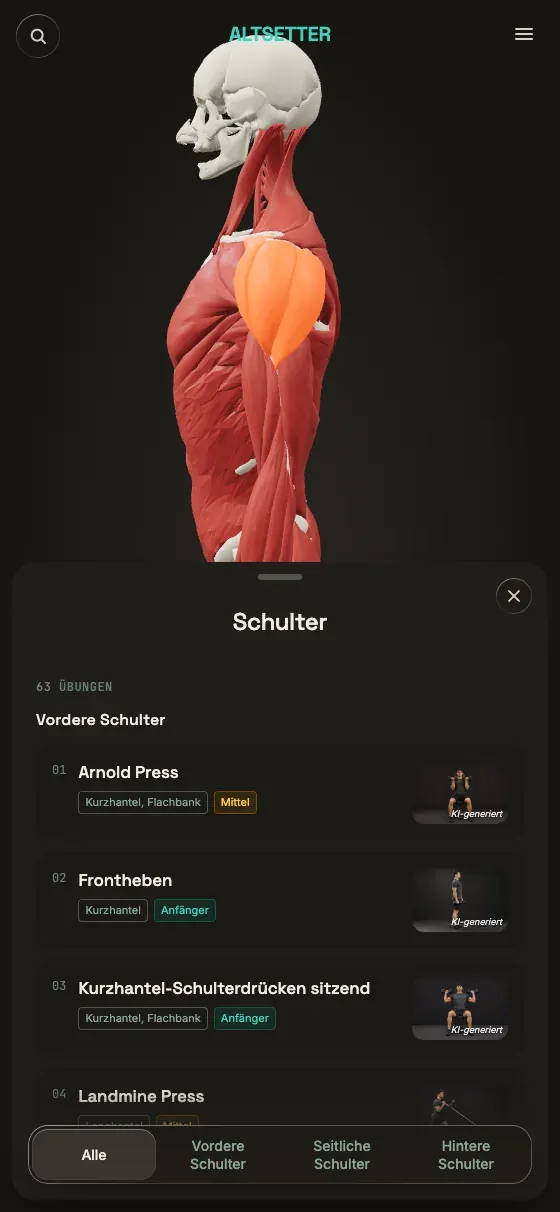 ALTSETTER
Schulter
63 ÜBUNGEN
Vordere Schulter
01 Arnold Press
Kurzhantel, Flachbank Mittel
KI-generiert
02 Frontheben
Kurzhantel Anfänger
KI-generiert
03 Kurzhantel-Schulterdrücken sitzend
Kurzhantel, Flachbank Anfänger
KI-generiert
04 Landmine Press
Langhantel Mittel
Alle
Vordere
Schulter
Seitliche
Schulter
Hintere
Schulter